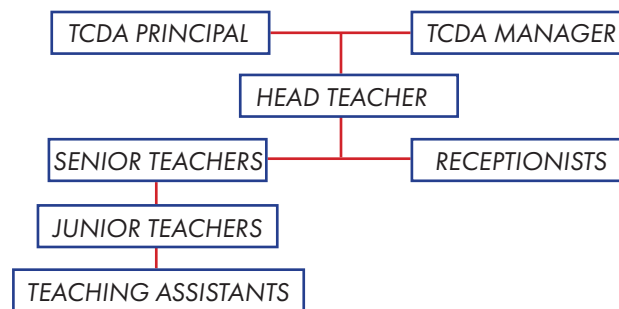 TCDA PRINCIPAL
TCDA MANAGER
HEAD TEACHER
SENIOR TEACHERS
RECEPTIONISTS
JUNIOR TEACHERS
TEACHING ASSISTANTS